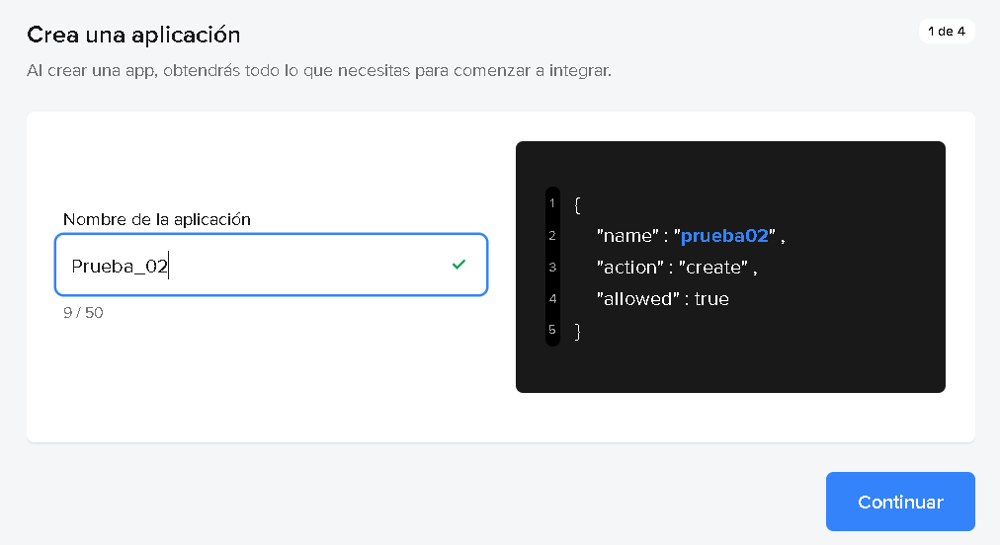 Crea una aplicación
1 de 4
Al crear una app, obtendrás todo lo que necesitas para comenzar a integrar.
Nombre de la aplicación
Prueba_02
9 / 50
1 {
2 "name" : "prueba02" ,
3 "action" : "create" ,
4 "allowed" : true
5 }
Continuar